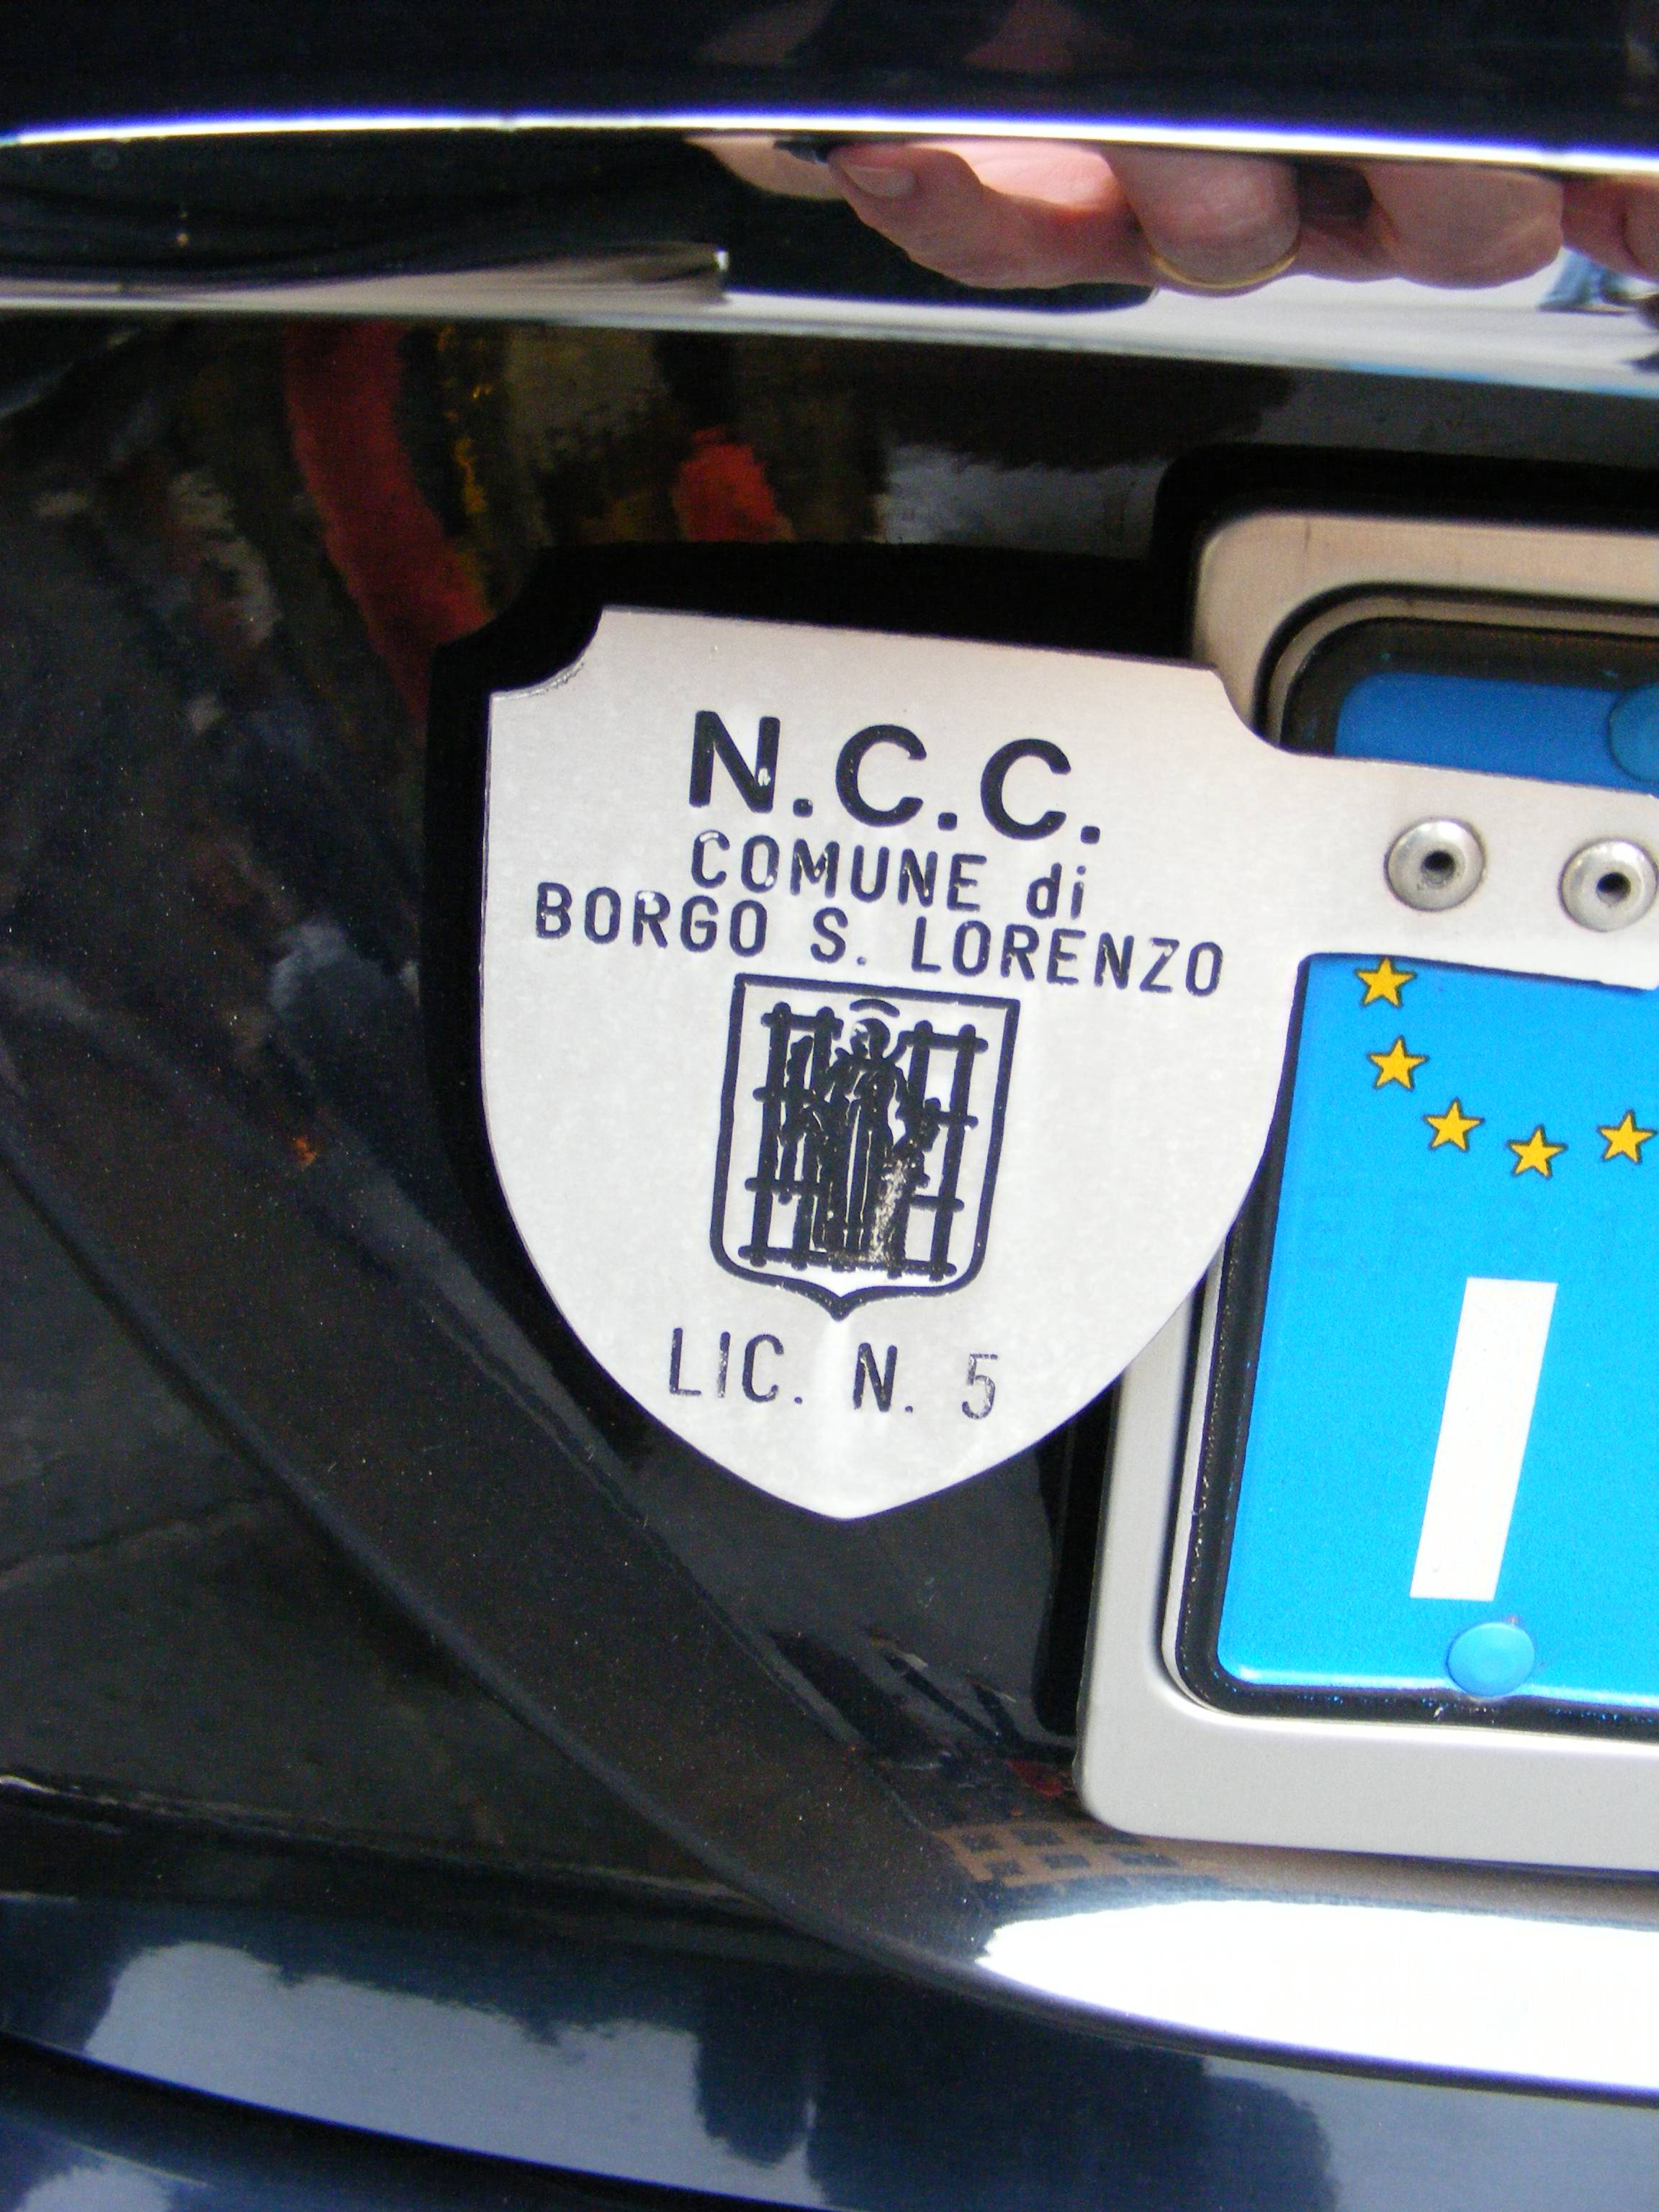 N.C.C.
COMUNE di
BORGO S. LORENZO
LIC. N. 5
I